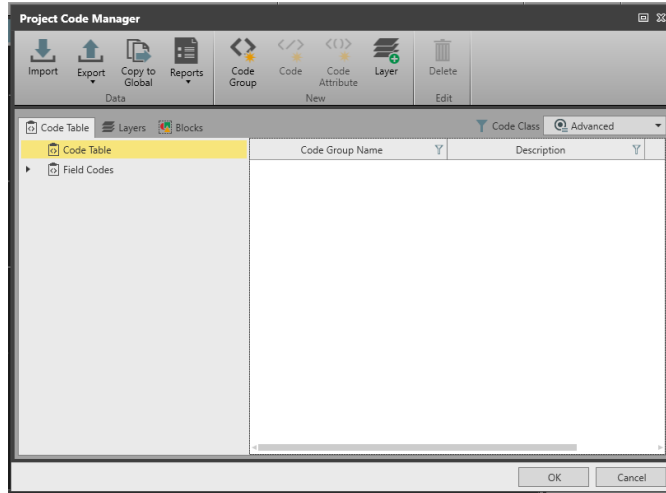 Project Code Manager
Import
Export
Copy to
Global
Reports
Code
Group
Code
Code
Attribute
Layer
Delete
Data
New
Edit
Code Table
Layers
Blocks
Code Class
Advanced
Code Table
Code Group Name
Description
Field Codes
OK
Cancel